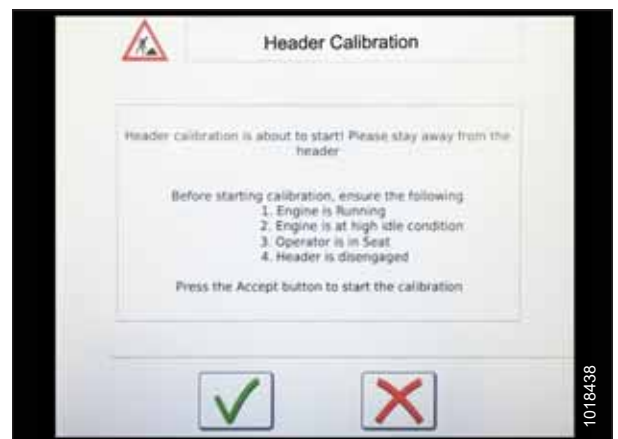 Header Calibration
Header calibration is about to start! Please stay away from the
header
Before starting calibration, ensure the following
1. Engine is Running
2. Engine is at high idle condition
3. Operator is in Seat
4. Header is disengaged
Press the Accept button to start the calibration
1018438